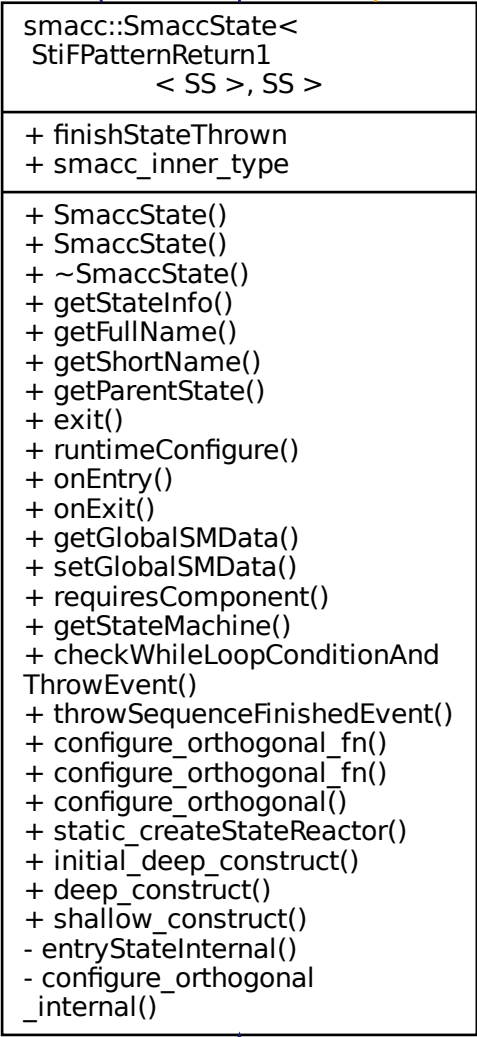 smacc::SmaccState<
StiFPatternReturn1
< SS >, SS >
+ finishStateThrown
+ smacc_inner_type
+ SmaccState()
+ SmaccState()
+ ~SmaccState()
+ getStateInfo()
+ getFullName()
+ getShortName()
+ getParentState()
+ exit()
+ runtimeConfigure()
+ onEntry()
+ onExit()
+ getGlobalSMData()
+ setGlobalSMData()
+ requiresComponent()
+ getStateMachine()
+ checkWhileLoopConditionAnd
ThrowEvent()
+ throwSequenceFinishedEvent()
+ configure_orthogonal_fn()
+ configure_orthogonal_fn()
+ configure_orthogonal()
+ static_createStateReactor()
+ initial_deep_construct()
+ deep_construct()
+ shallow_construct()
- entryStateInternal()
- configure_orthogonal
_internal()